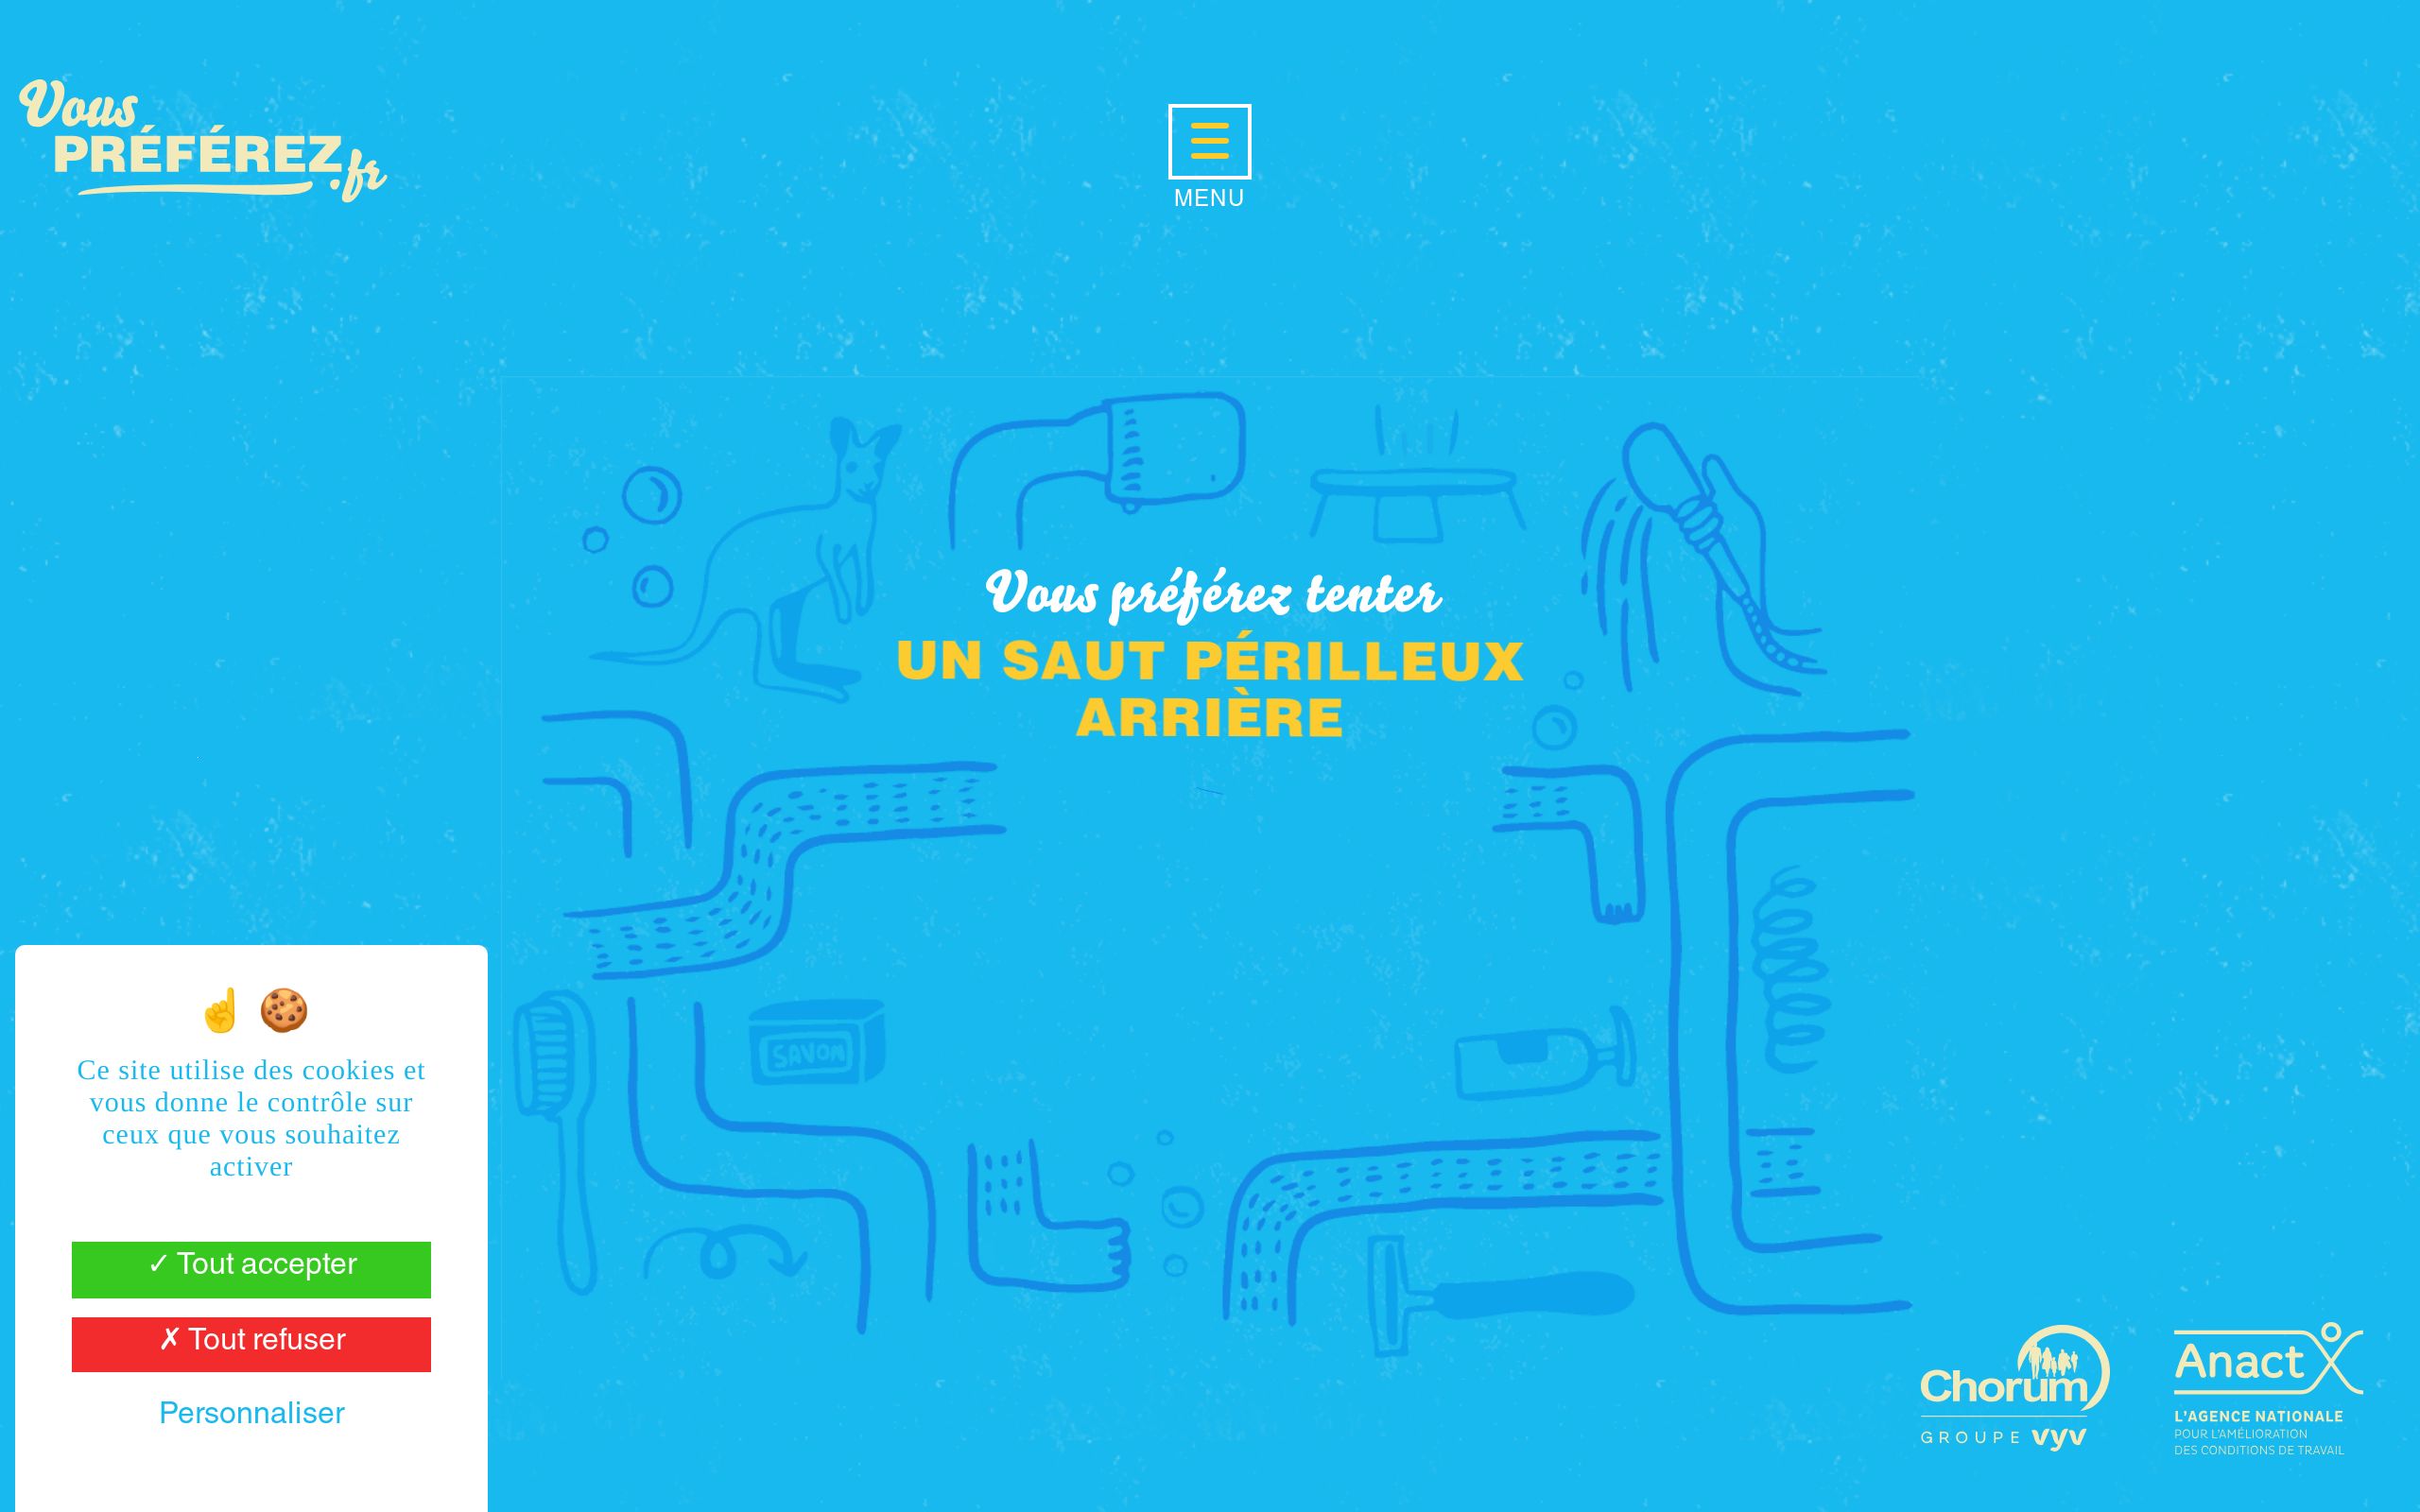 Vous
PRÉFÉREZ.fr
MENU
Vous préférez tenter
UN SAUT PÉRILLEUX
ARRIÈRE
SAVON
☝️ 🍪
Ce site utilise des cookies et
vous donne le contrôle sur
ceux que vous souhaitez
activer
✓ Tout accepter
✗ Tout refuser
Personnaliser
Chorum
GROUPE vyv
Anact
L'AGENCE NATIONALE
POUR L'AMÉLIORATION
DES CONDITIONS DE TRAVAIL